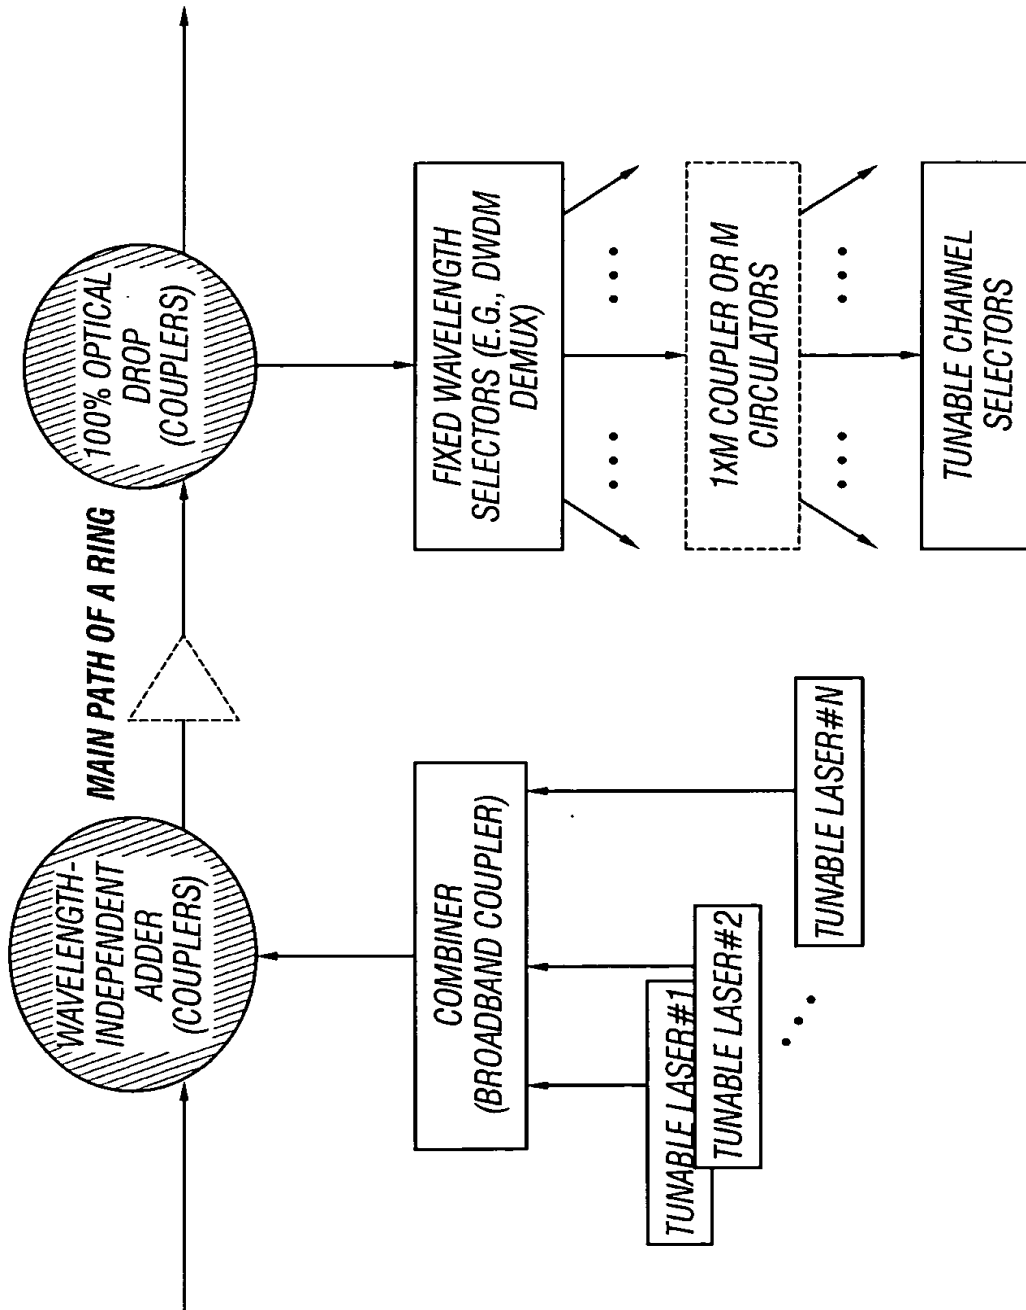 MAIN PATH OF A RING
WAVELENGTH-
INDEPENDENT
ADDER
(COUPLERS)
100% OPTICAL
DROP
(COUPLERS)
COMBINER
(BROADBAND COUPLER)
TUNABLE LASER#1
TUNABLE LASER#2
TUNABLE LASER#N
FIXED WAVELENGTH
SELECTORS (E.G., DWDM
DEMUX)
1XM COUPLER OR M
CIRCULATORS
TUNABLE CHANNEL
SELECTORS